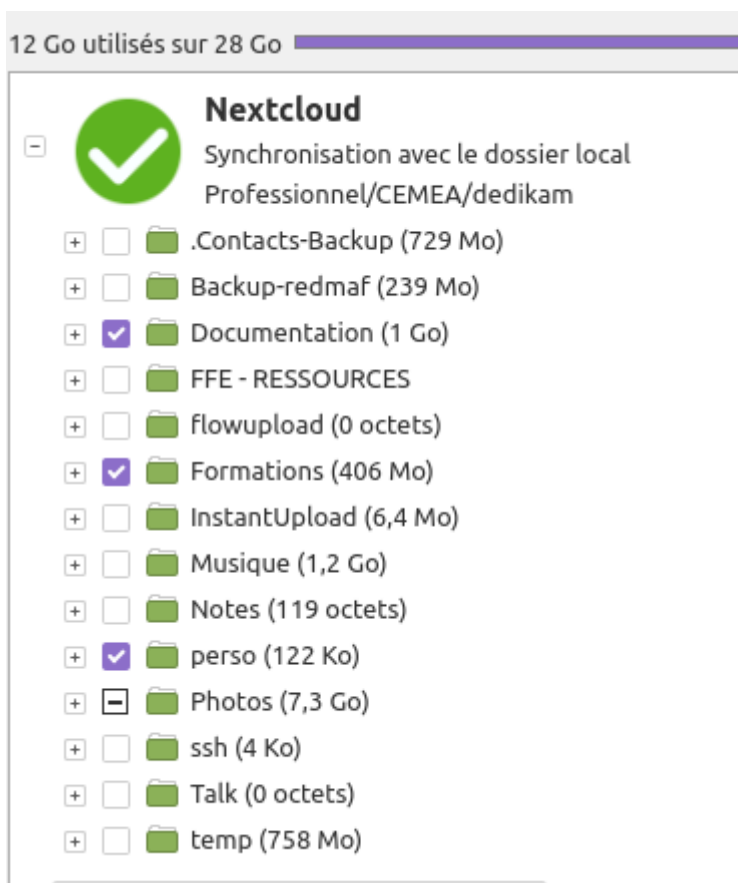 12 Go utilisés sur 28 Go
Nextcloud
Synchronisation avec le dossier local
Professionnel/CEMEA/dedikam
.Contacts-Backup (729 Mo)
Backup-redmaf (239 Mo)
Documentation (1 Go)
FFE - RESSOURCES
flowupload (0 octets)
Formations (406 Mo)
InstantUpload (6,4 Mo)
Musique (1,2 Go)
Notes (119 octets)
perso (122 Ko)
Photos (7,3 Go)
ssh (4 Ko)
Talk (0 octets)
temp (758 Mo)